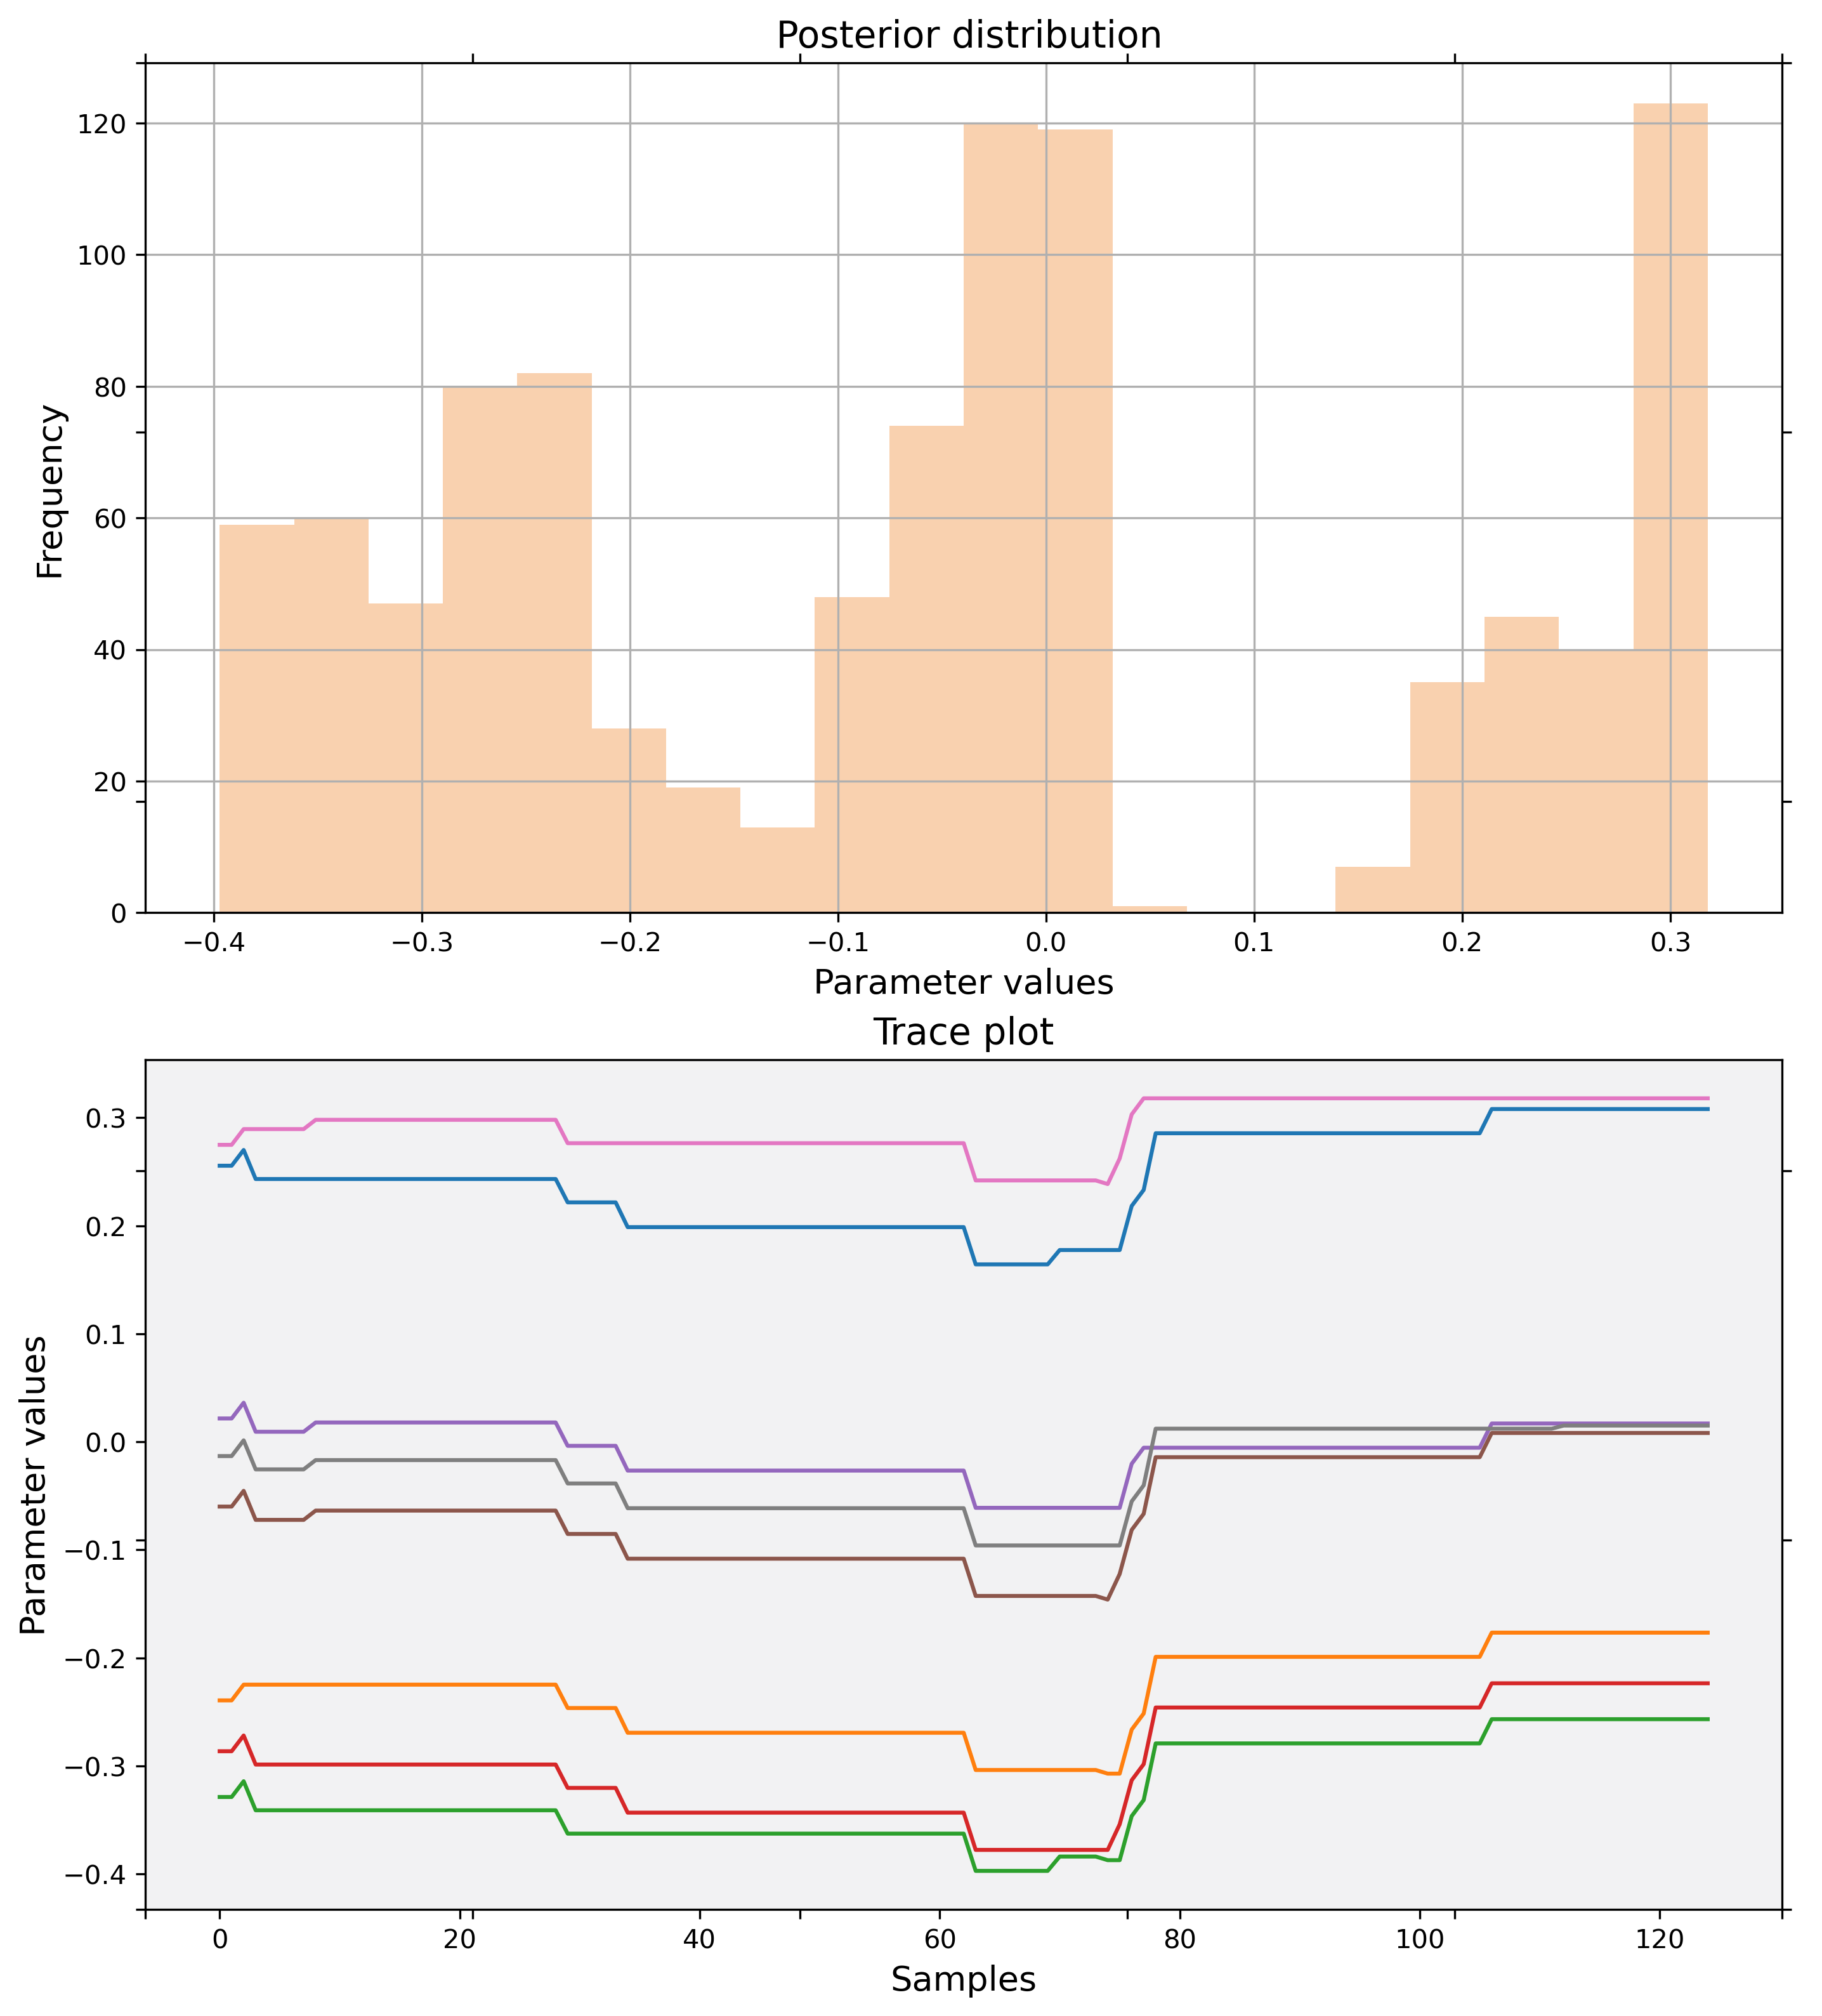 Posterior distribution
120
100
80
60
40
20
0
Frequency
−0.4 −0.3 −0.2 −0.1 0.0 0.1 0.2 0.3
Parameter values
Trace plot
0.3
0.2
0.1
0.0
−0.1
−0.2
−0.3
−0.4
Parameter values
0 20 40 60 80 100 120
Samples